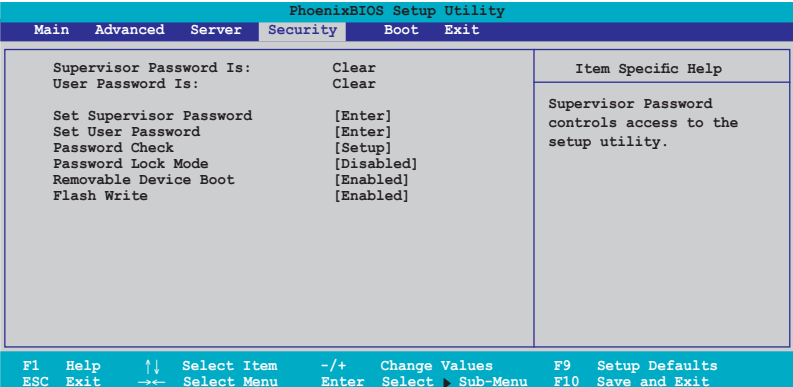 PhoenixBIOS Setup Utility
Main Advanced Server Security Boot Exit
Supervisor Password Is: Clear
User Password Is: Clear
Set Supervisor Password [Enter]
Set User Password [Enter]
Password Check [Setup]
Password Lock Mode [Disabled]
Removable Device Boot [Enabled]
Flash Write [Enabled]
Item Specific Help
Supervisor Password
controls access to the
setup utility.
F1 Help ↑↓ Select Item -/+ Change Values F9 Setup Defaults
ESC Exit →← Select Menu Enter Select ▶ Sub-Menu F10 Save and Exit